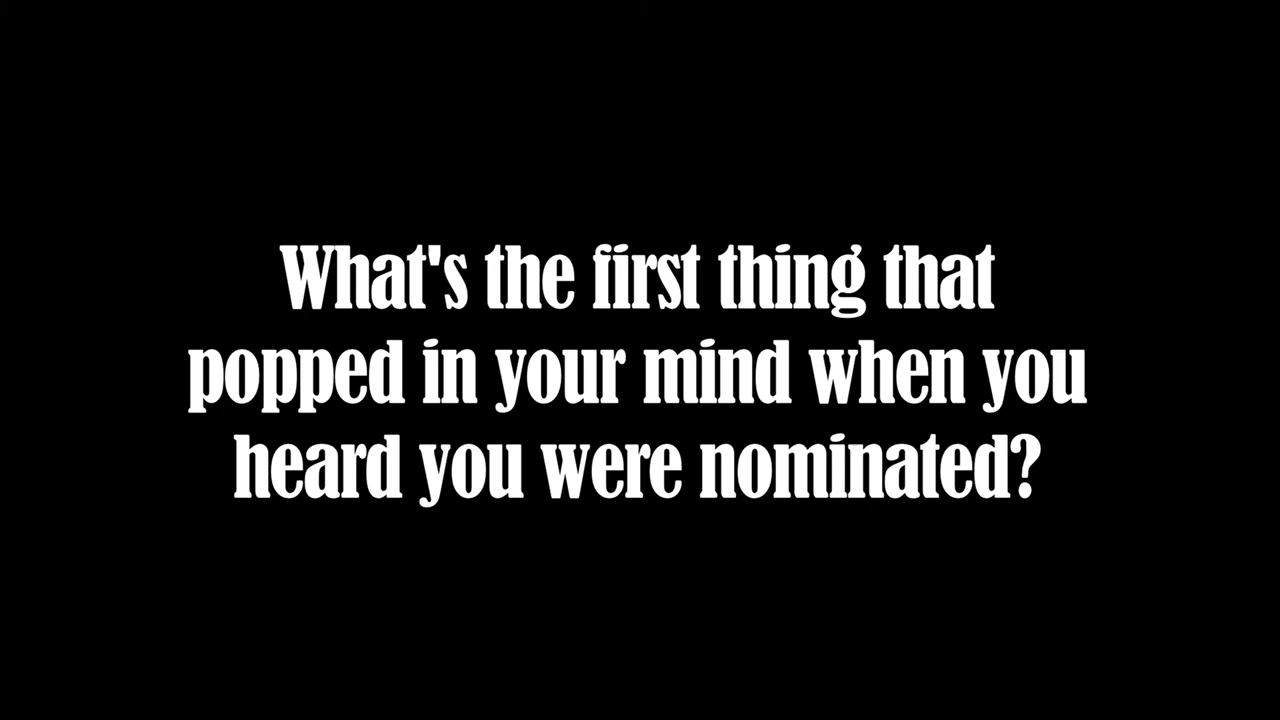 What's the first thing that
popped in your mind when you
heard you were nominated?